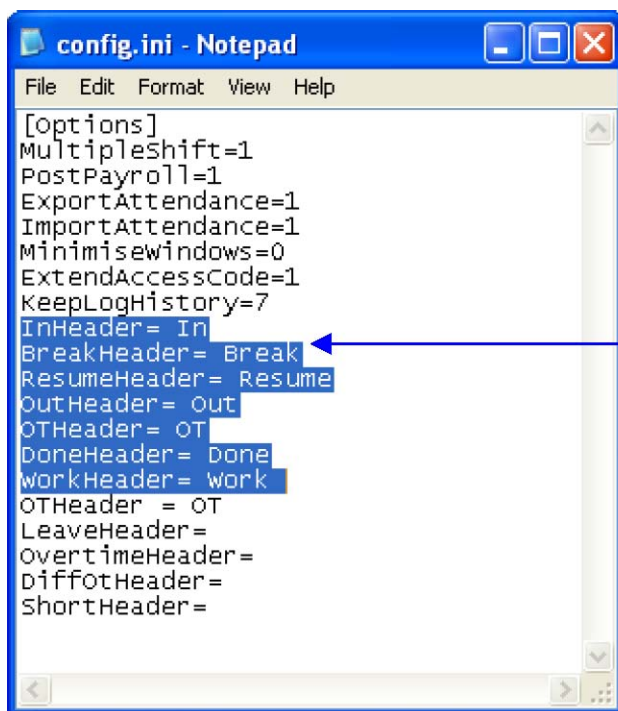 config.ini - Notepad
File Edit Format View Help
[Options]
MultipleShift=1
PostPayroll=1
ExportAttendance=1
ImportAttendance=1
MinimiseWindows=0
ExtendAccessCode=1
KeepLogHistory=7
InHeader= In
BreakHeader= Break
ResumeHeader= Resume
OutHeader= Out
OTHeader= OT
DoneHeader= Done
WorkHeader= Work
OTHeader = OT
LeaveHeader=
OvertimeHeader=
DiffOtHeader=
ShortHeader=